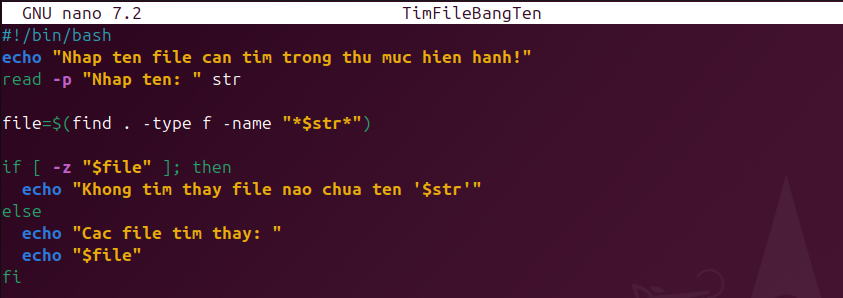 GNU nano 7.2 TimFileBangTen
#!/bin/bash
echo "Nhap ten file can tim trong thu muc hien hanh!"
read -p "Nhap ten: " str
file=$(find . -type f -name "*$str*")
if [ -z "$file" ]; then
  echo "Khong tim thay file nao chua ten '$str'"
else
  echo "Cac file tim thay: "
  echo "$file"
fi